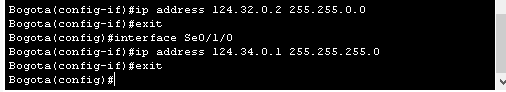 Bogota(config-if)#ip address 124.32.0.2 255.255.0.0
Bogota(config-if)#exit
Bogota(config)#interface Se0/1/0
Bogota(config-if)#ip address 124.34.0.1 255.255.255.0
Bogota(config-if)#exit
Bogota(config)#